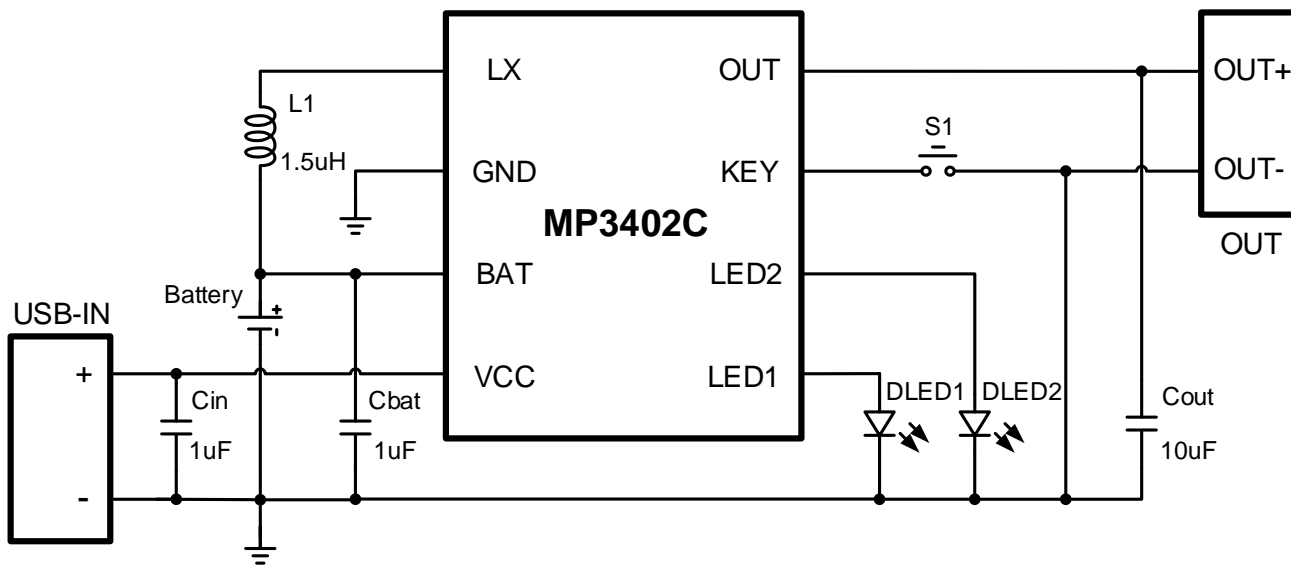 LX
OUT
OUT+
L1
1.5uH
S1
GND
KEY
OUT-
MP3402C
OUT
BAT
LED2
Battery
+
-
USB-IN
+
VCC
LED1
DLED1
DLED2
Cin
1uF
Cbat
1uF
Cout
10uF
-